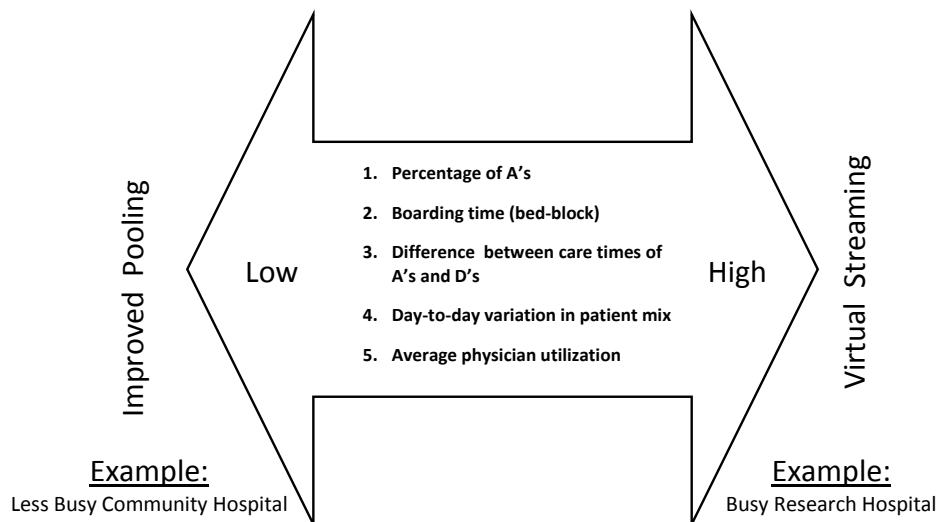 1. Percentage of A’s
2. Boarding time (bed-block)
3. Difference between care times of
A’s and D’s
4. Day-to-day variation in patient mix
5. Average physician utilization
Improved Pooling
Low
High
Virtual Streaming
Example:
Less Busy Community Hospital
Example:
Busy Research Hospital